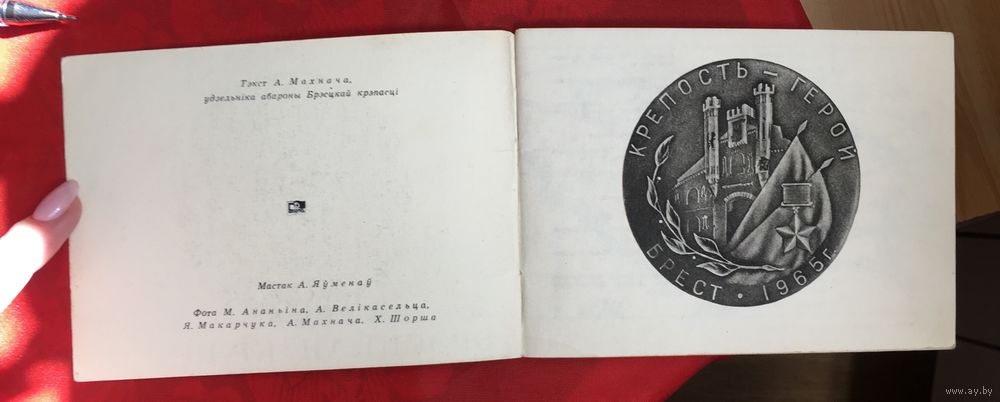 Тэкст А. Махнача,
удзельніка абароны Брэсцкай крэпасці
Мастак А. Яўменаў
Фота М. Ананьіна, А. Велікасельца,
Я. Макарчука, А. Махнача, Х. Шорша
КРЕПОСТЬ – ГЕРОЙ
БРЕСТ · 1965г.
www.ay.by